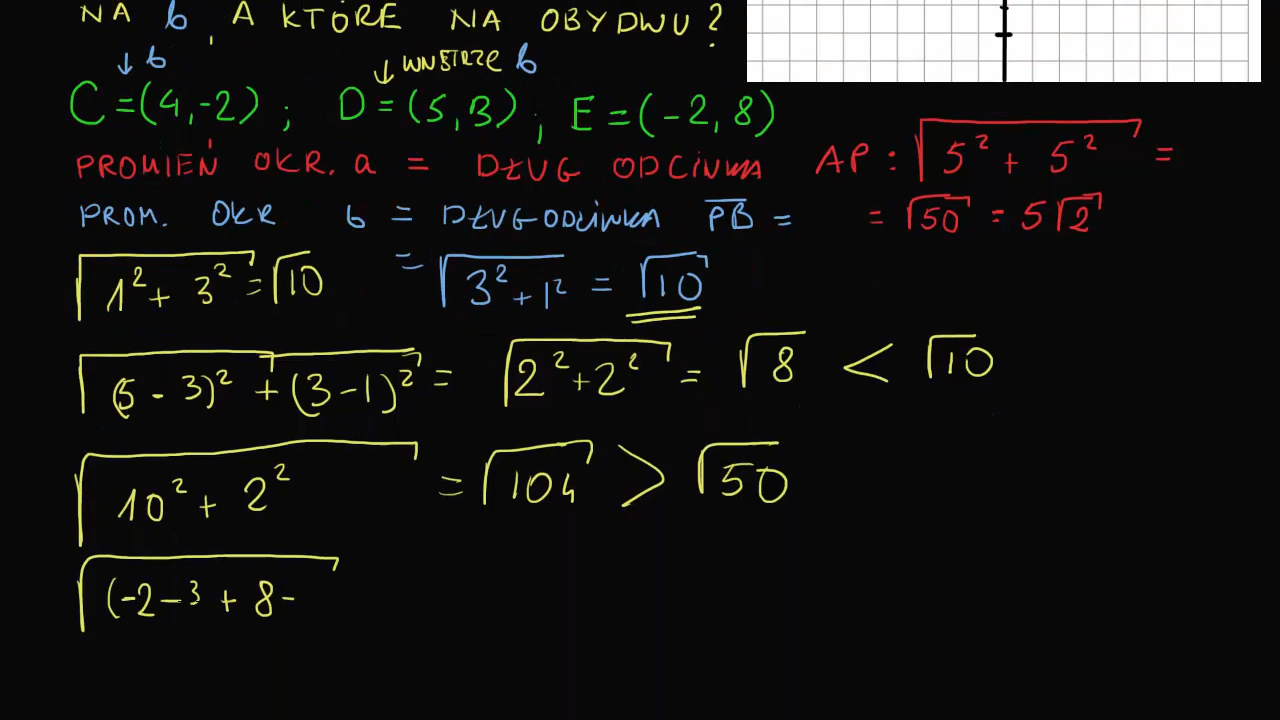 NA b, A KTÓRE NA OBYDWU?
↓ b ↓ WNĘTRZE b
C = (4, -2) ; D = (5, 3) ; E = (-2, 8)
PROMIEŃ OKR. a = DŁUG ODCINKA AP : √(5² + 5²) =
PROM. OKR b = DŁUG ODCINKA PB = = √50 = 5√2
√(1² + 3²) = √10 = √(3² + 1²) = √10
√((5 - 3)² + (3 - 1)²) = √(2² + 2²) = √8 < √10
√(10² + 2²) = √104 > √50
√((-2 - 3 + 8 -